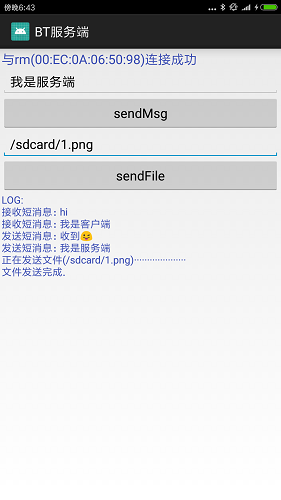 傍晚6:43
BT服务端
与rm(00:EC:0A:06:50:98)连接成功
我是服务端
sendMsg
/sdcard/1.png
sendFile
LOG:
接收短消息: hi
接收短消息: 我是客户端
发送短消息: 收到😊
发送短消息: 我是服务端
正在发送文件(/sdcard/1.png)····················
文件发送完成.